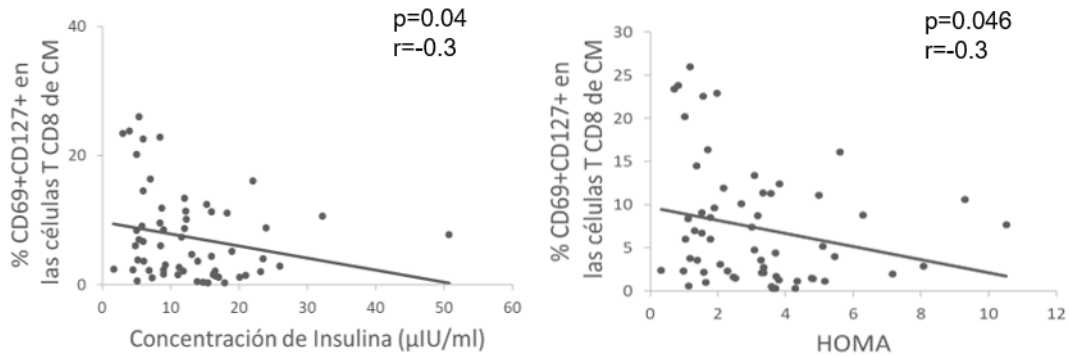 p=0.04
r=-0.3
% CD69+CD127+ en
las células T CD8 de CM
40
20
0
0
10
20
30
40
50
60
Concentración de Insulina (µIU/ml)
p=0.046
r=-0.3
% CD69+CD127+ en
las células T CD8 de CM
30
25
20
15
10
5
0
0
2
4
6
8
10
12
HOMA